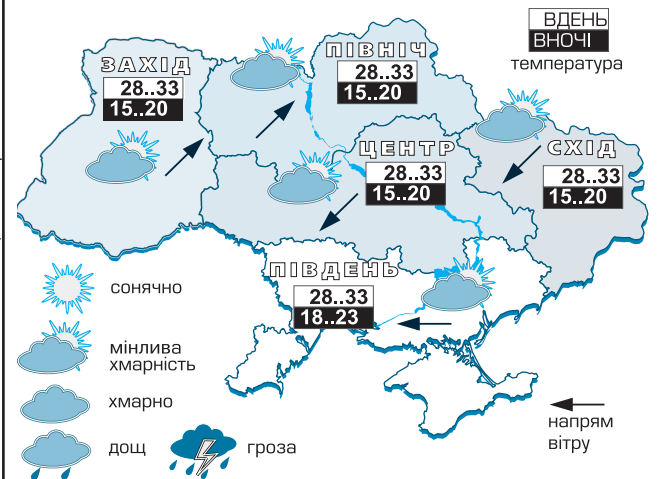 ВДЕНЬ
ВНОЧІ
температура
ЗАХІД
28..33
15..20
ПІВНІЧ
28..33
15..20
ЦЕНТР
28..33
15..20
СХІД
28..33
15..20
ПІВДЕНЬ
28..33
18..23
сонячно
мінлива
хмарність
хмарно
дощ
гроза
напрям
вітру